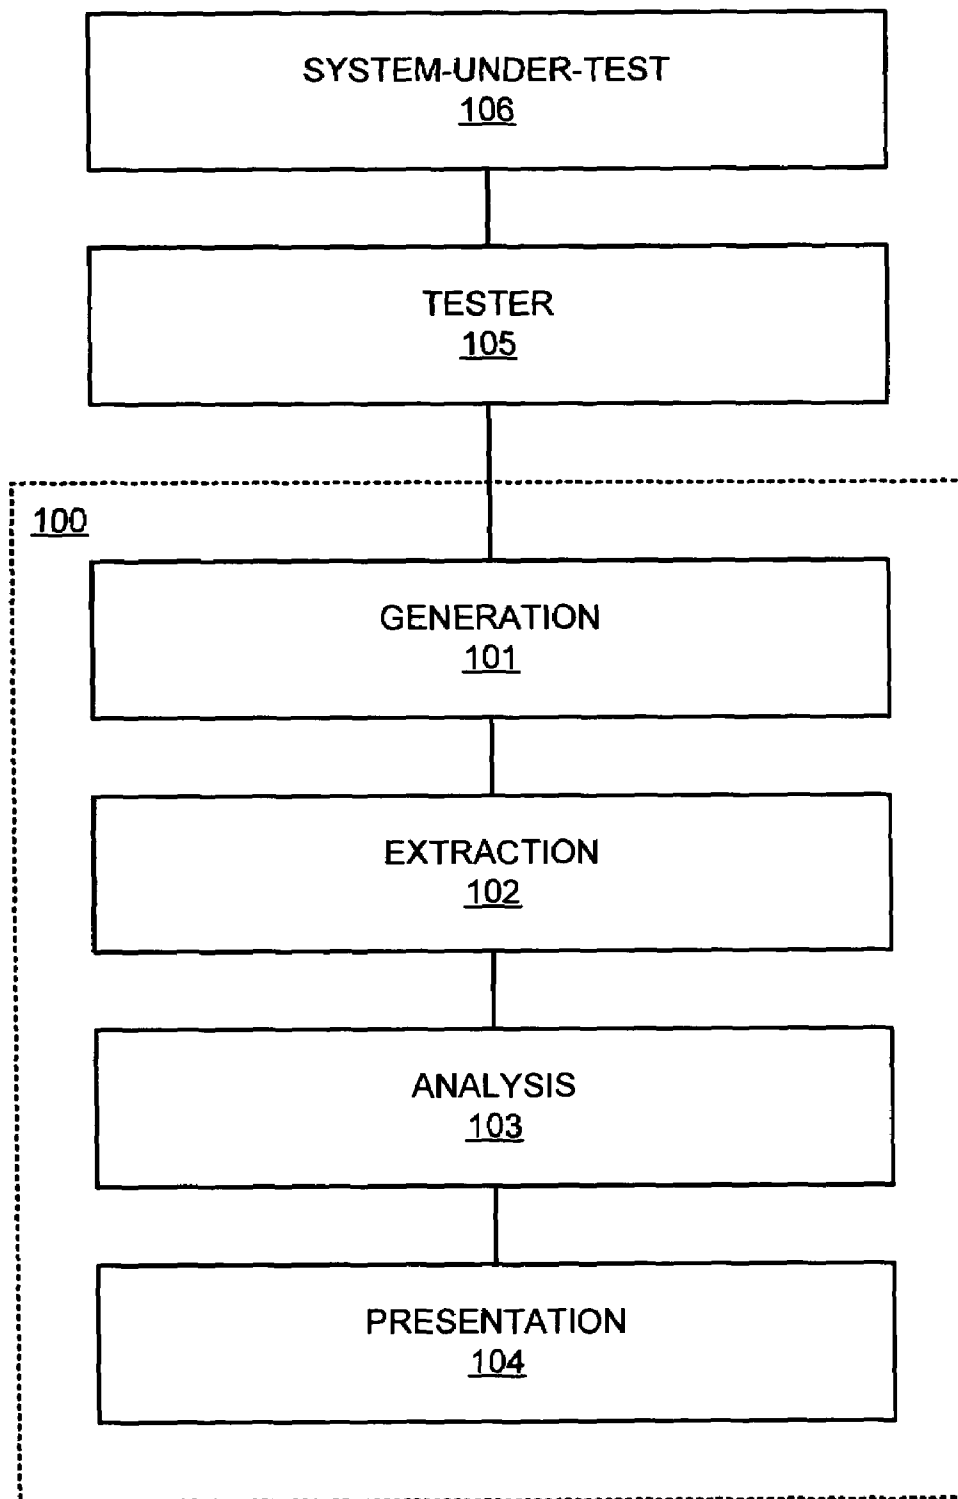 SYSTEM-UNDER-TEST
106
TESTER
105
100
GENERATION
101
EXTRACTION
102
ANALYSIS
103
PRESENTATION
104